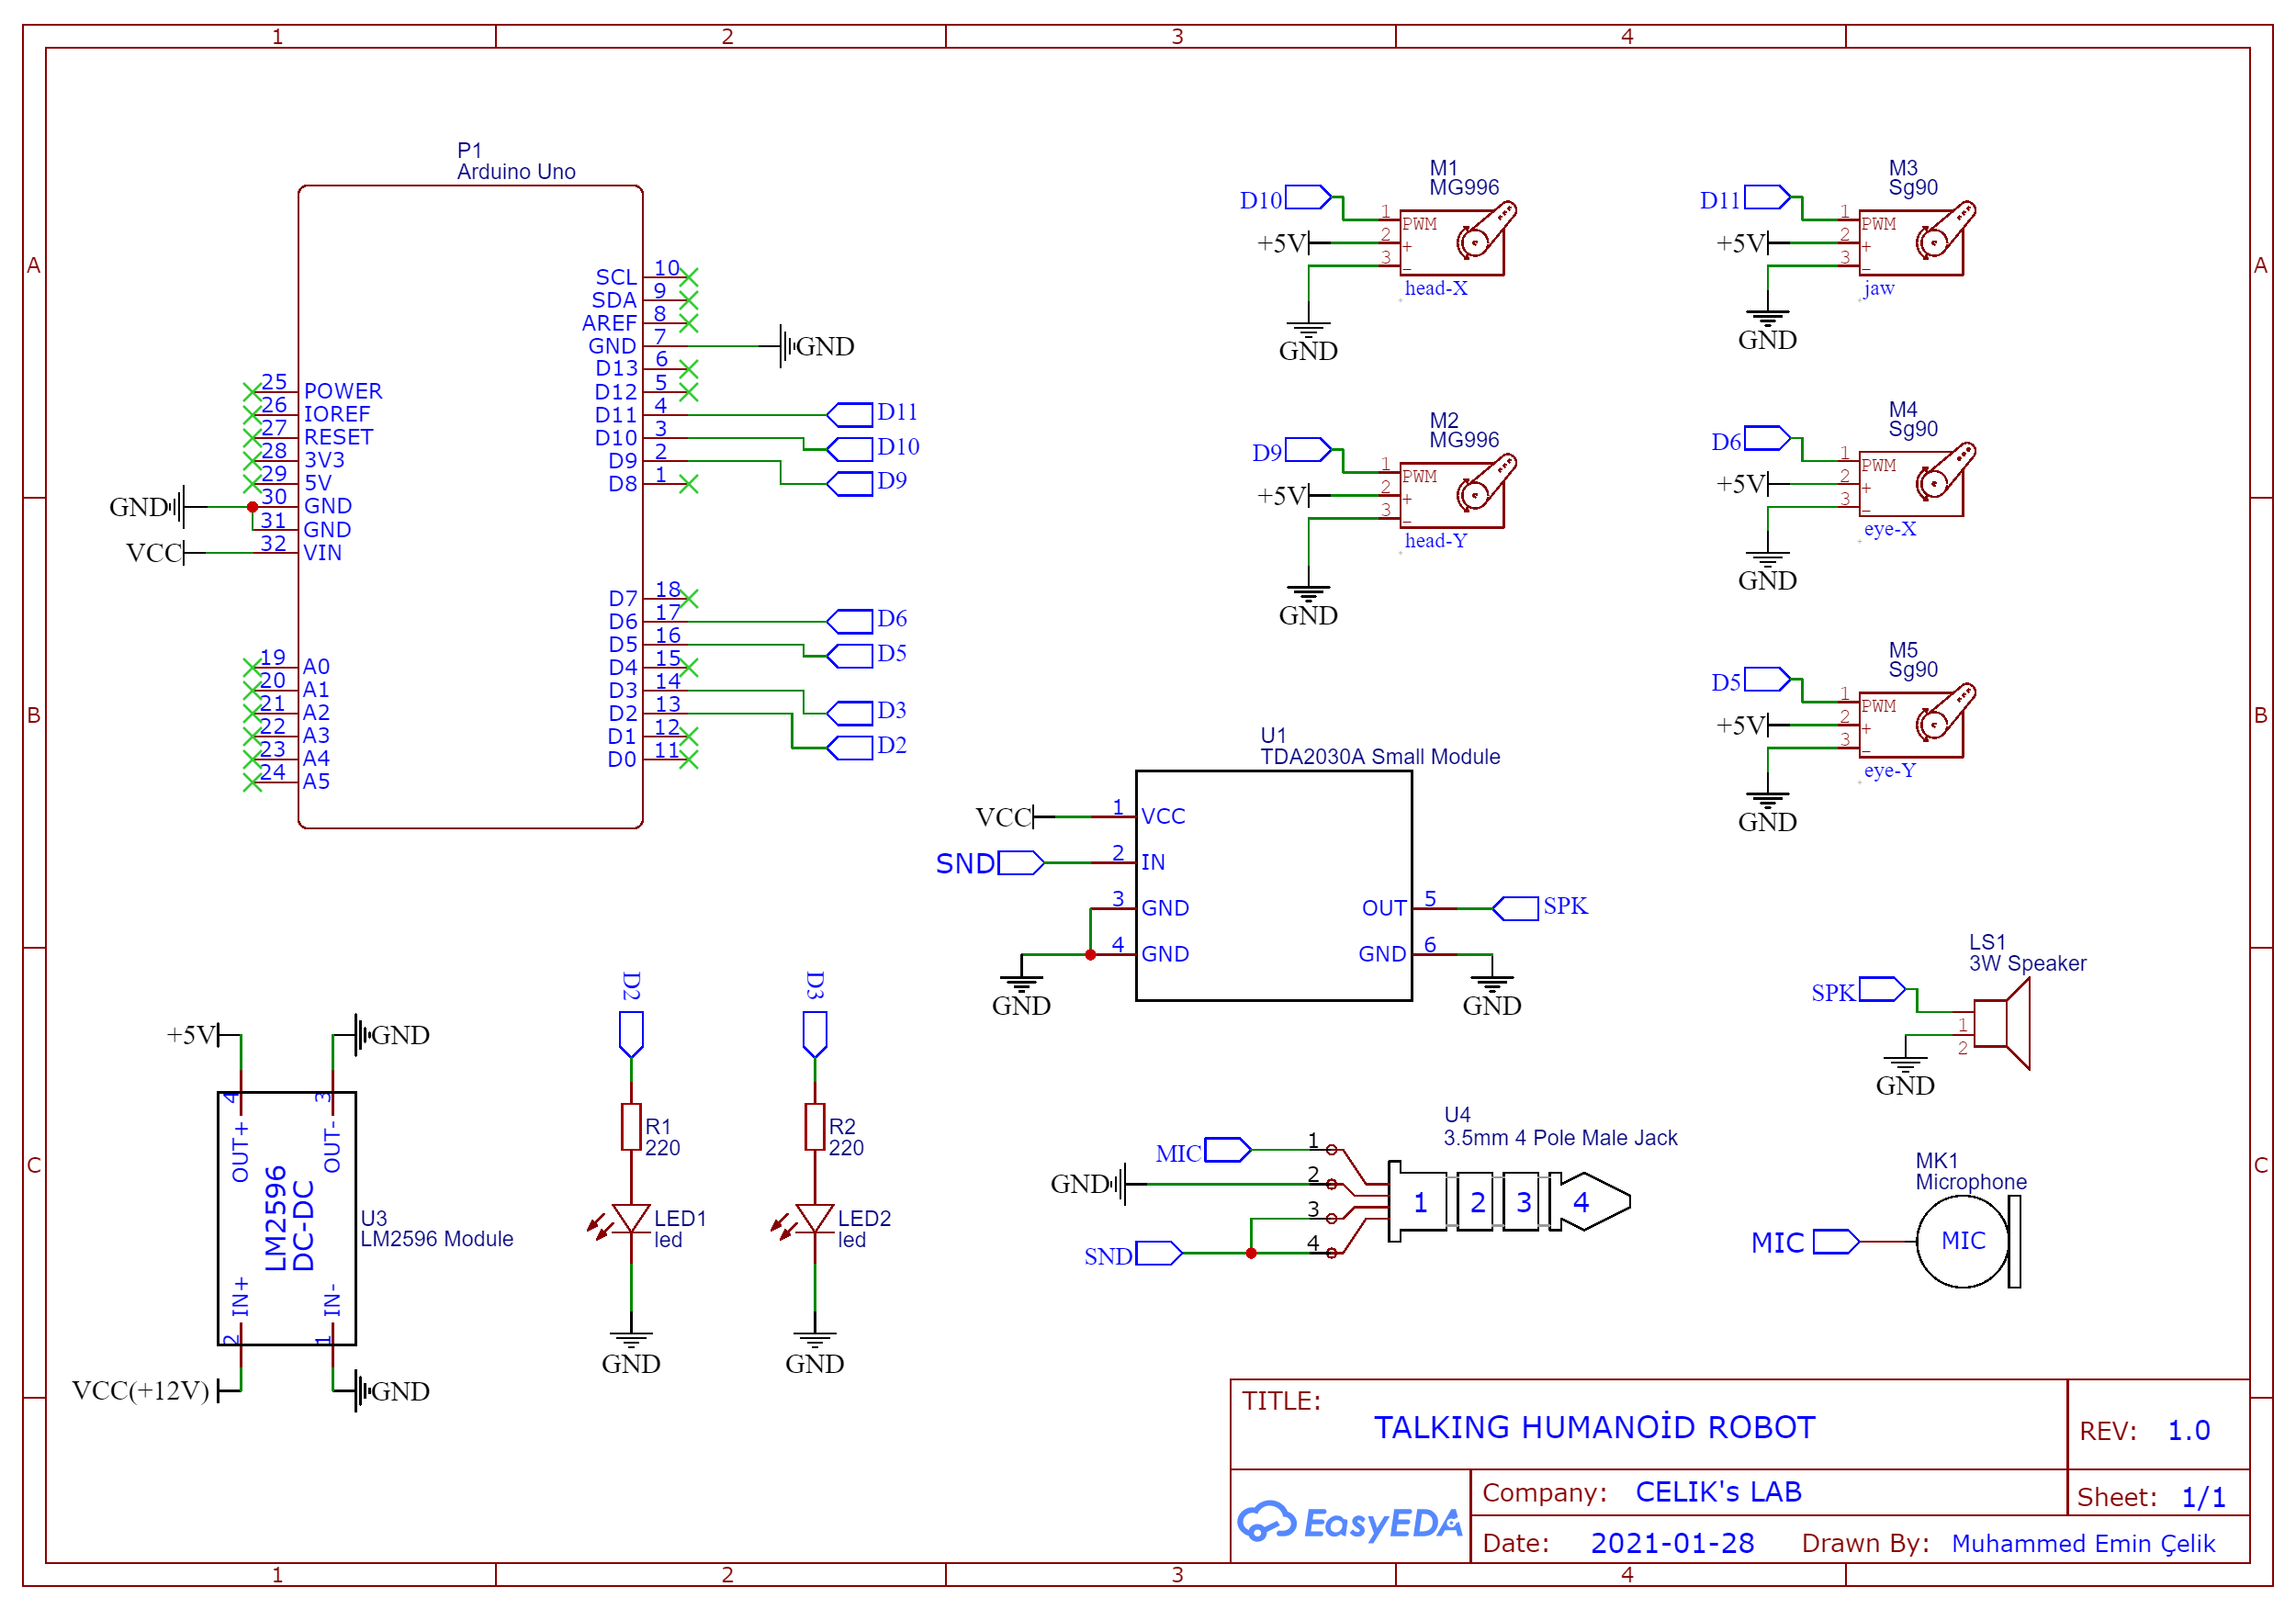 1 2 3 4
A
B
C
A
B
C
P1
Arduino Uno
SCL 10
SDA 9
AREF 8
GND 7 GND
D13 6
D12 5
D11 4 D11
D10 3 D10
D9 2 D9
D8 1
25 POWER
26 IOREF
27 RESET
28 3V3
29 5V
GND 30 GND
31 GND
VCC 32 VIN
D7 18
D6 17 D6
D5 16 D5
D4 15
D3 14 D3
D2 13 D2
D1 12
D0 11
19 A0
20 A1
21 A2
22 A3
23 A4
24 A5
M1
MG996
D10 1 PWM
+5V 2 +
3 -
head-X
GND
M3
Sg90
D11 1 PWM
+5V 2 +
3 -
jaw
GND
M2
MG996
D9 1 PWM
+5V 2 +
3 -
head-Y
GND
M4
Sg90
D6 1 PWM
+5V 2 +
3 -
eye-X
GND
M5
Sg90
D5 1 PWM
+5V 2 +
3 -
eye-Y
GND
U1
TDA2030A Small Module
VCC 1 VCC
SND 2 IN
3 GND OUT 5 SPK
4 GND GND 6
GND GND
LS1
3W Speaker
SPK
1
2
GND
+5V GND
4 3
OUT+ OUT-
LM2596
DC-DC
IN+ IN-
2 1
VCC(+12V) GND
U3
LM2596 Module
D2
R1
220
LED1
led
GND
D3
R2
220
LED2
led
GND
U4
3.5mm 4 Pole Male Jack
MIC 1
GND 2
3
SND 4
1 2 3 4
MK1
Microphone
MIC MIC
TITLE:
TALKING HUMANOİD ROBOT
REV: 1.0
EasyEDA
Company: CELIK's LAB
Sheet: 1/1
Date: 2021-01-28 Drawn By: Muhammed Emin Çelik
1 2 3 4